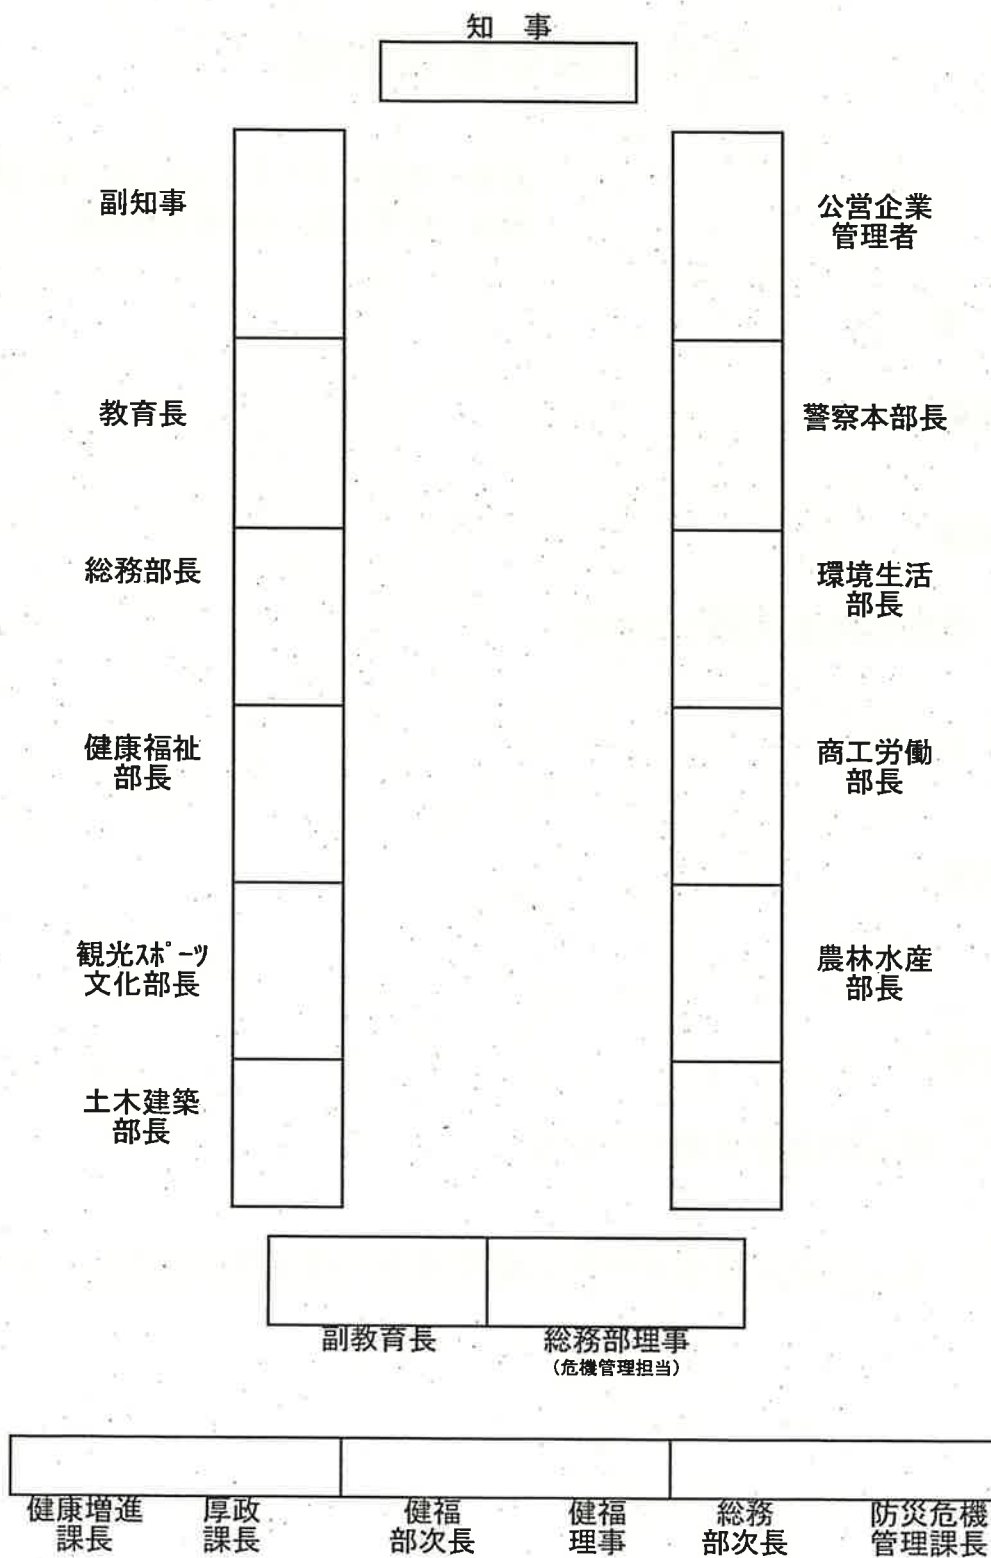 知　事
副知事
公営企業
管理者
教育長
警察本部長
総務部長
環境生活
部長
健康福祉
部長
商工労働
部長
観光ｽﾎﾟｰﾂ
文化部長
農林水産
部長
土木建築
部長
副教育長
総務部理事
（危機管理担当）
健康増進
課長
厚政
課長
健福
部次長
健福
理事
総務
部次長
防災危機
管理課長